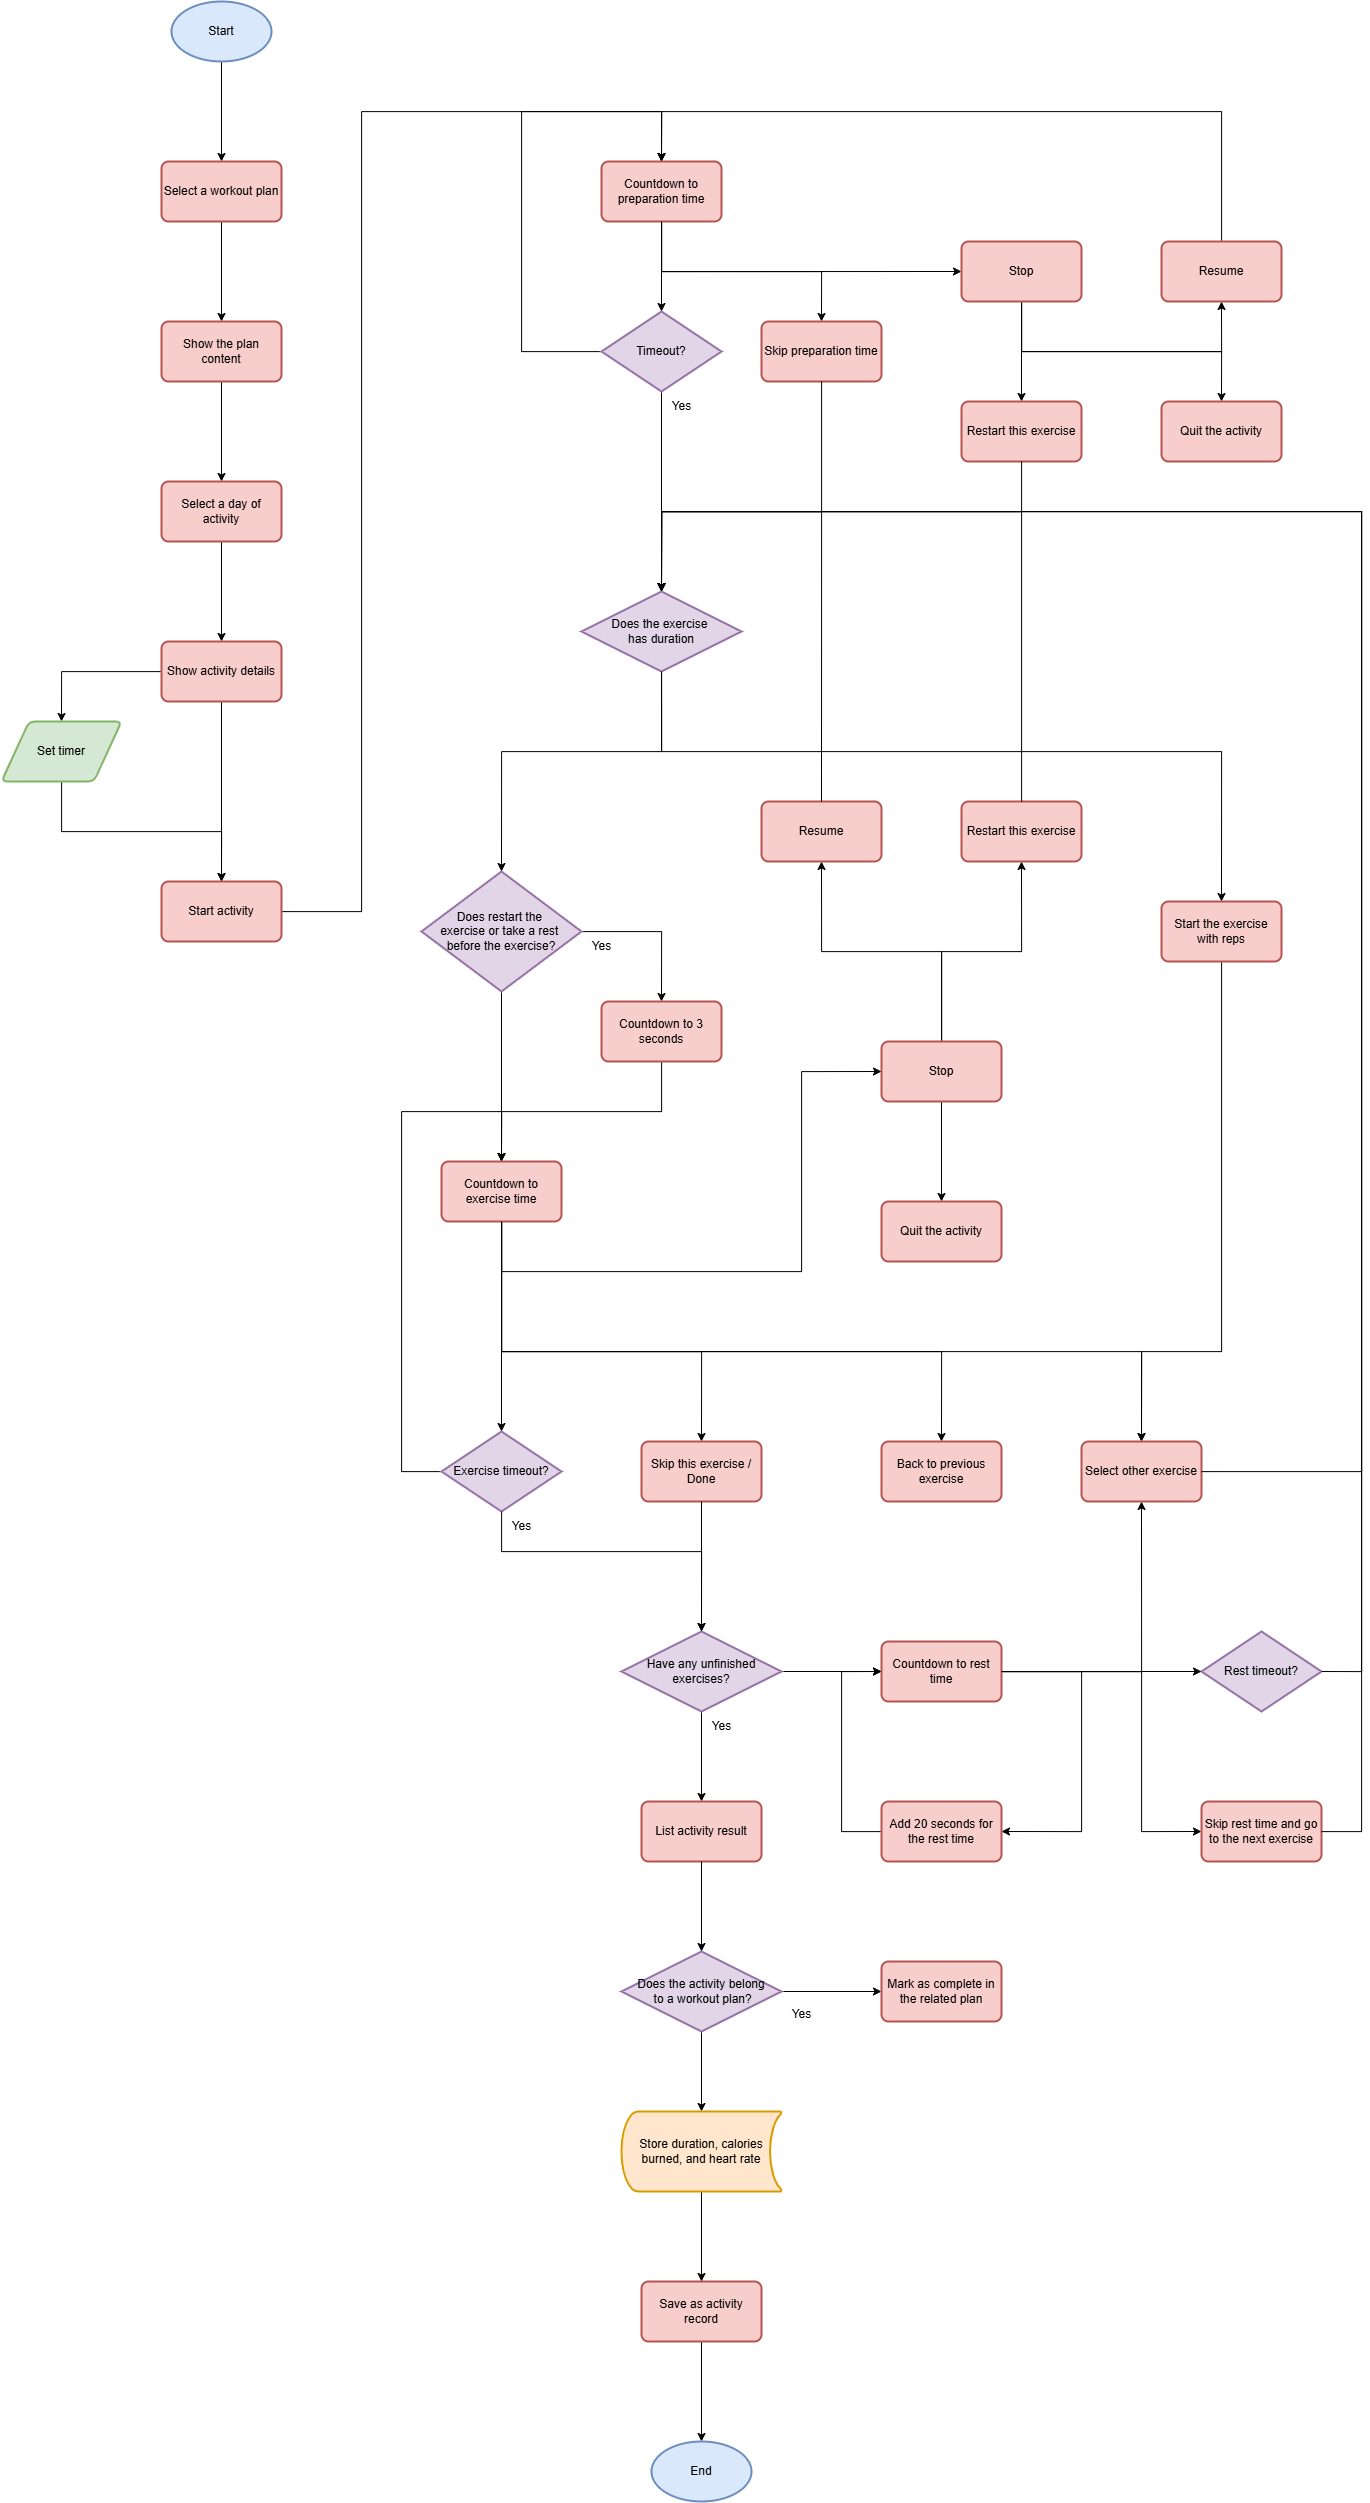 Start
Select a workout plan
Show the plan
content
Select a day of
activity
Show activity details
Set timer
Start activity
Countdown to
preparation time
Stop
Resume
Timeout?
Skip preparation time
Yes
Restart this exercise
Quit the activity
Does the exercise
has duration
Resume
Restart this exercise
Does restart the
exercise or take a rest
before the exercise?
Yes
Start the exercise
with reps
Countdown to 3
seconds
Stop
Countdown to
exercise time
Quit the activity
Exercise timeout?
Yes
Skip this exercise /
Done
Back to previous
exercise
Select other exercise
Have any unfinished
exercises?
Yes
Countdown to rest
time
Rest timeout?
List activity result
Add 20 seconds for
the rest time
Skip rest time and go
to the next exercise
Does the activity belong
to a workout plan?
Yes
Mark as complete in
the related plan
Store duration, calories
burned, and heart rate
Save as activity
record
End